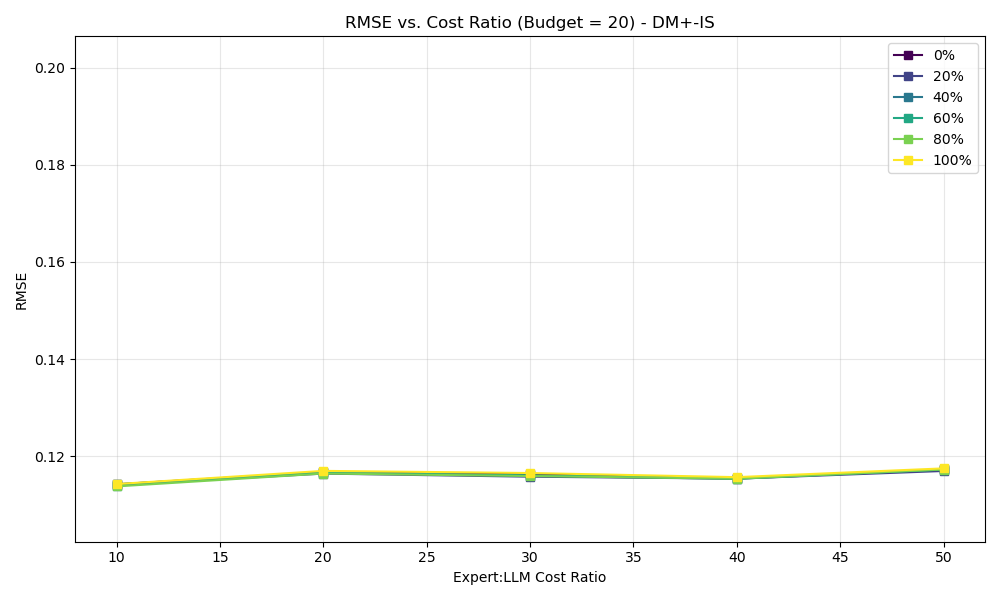 RMSE vs. Cost Ratio (Budget = 20) - DM+-IS
0%
20%
40%
60%
80%
100%
0.20
0.18
0.16
0.14
0.12
RMSE
10 15 20 25 30 35 40 45 50
Expert:LLM Cost Ratio